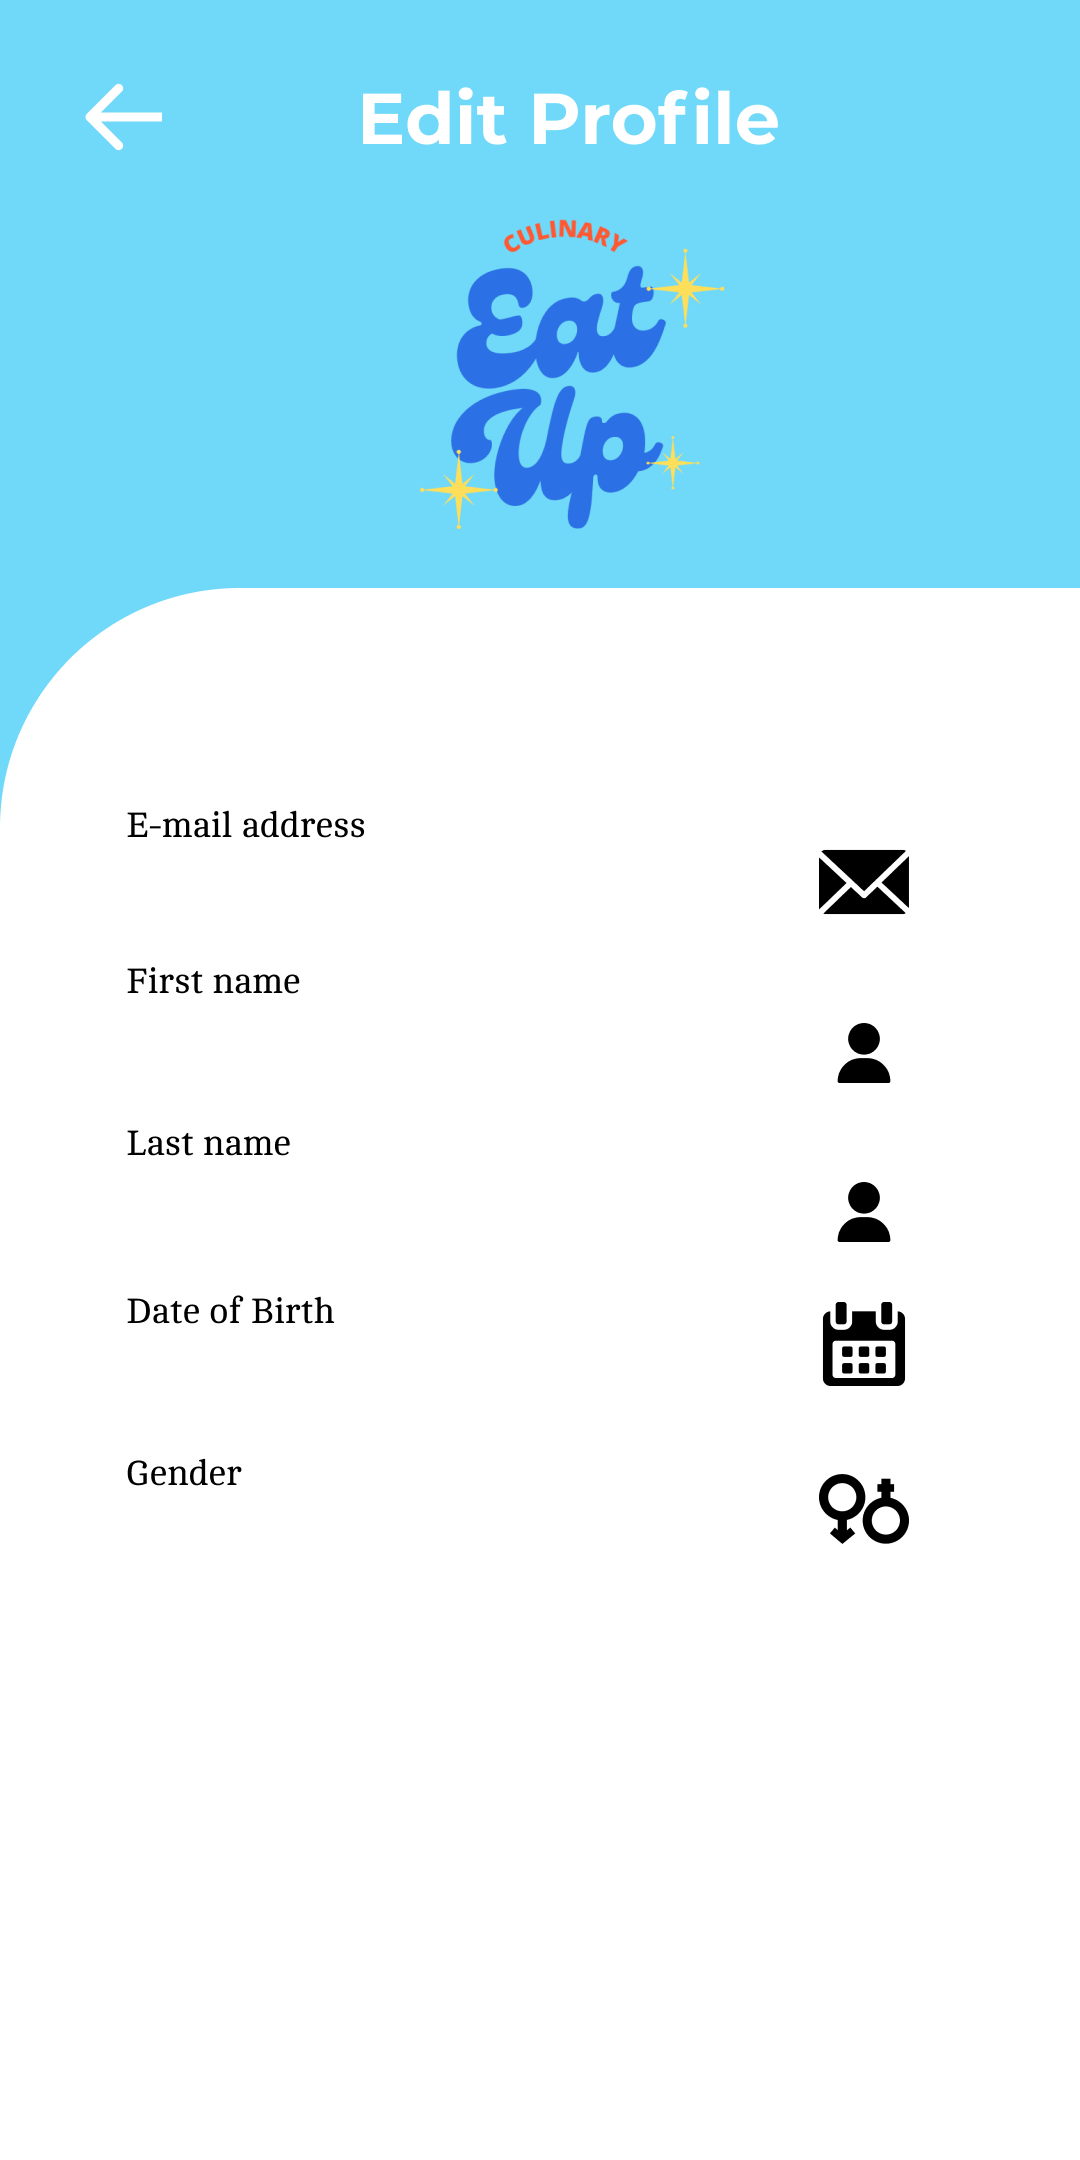 Edit Profile
CULINARY
Eat
Up
E-mail address
First name
Last name
Date of Birth
Gender